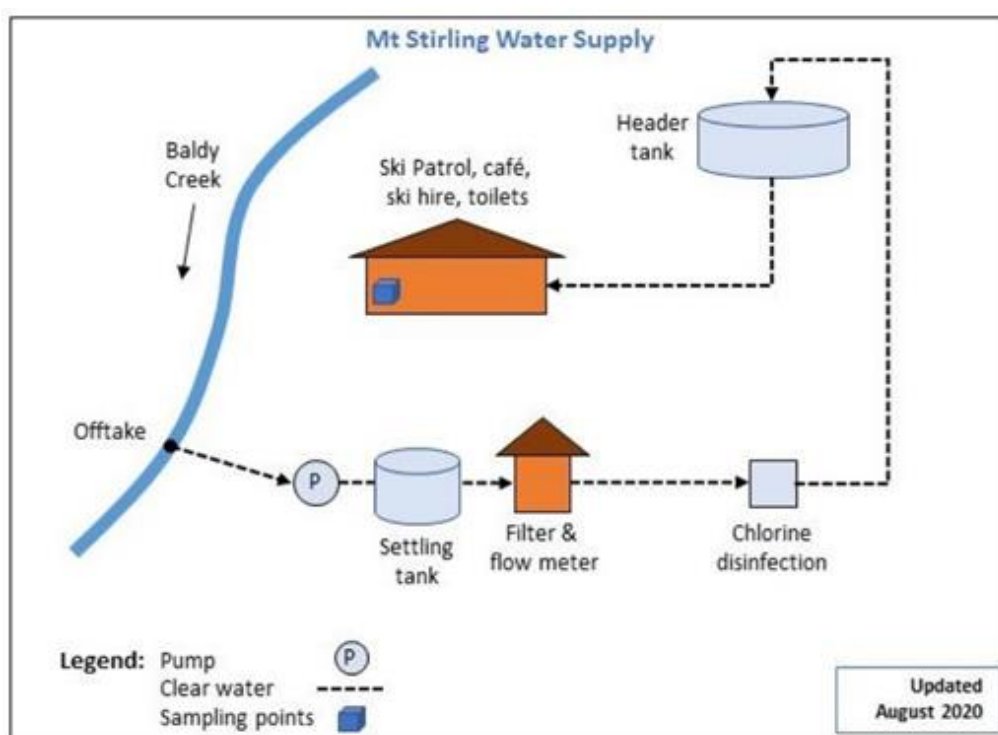 Mt Stirling Water Supply
Baldy
Creek
Ski Patrol, café,
ski hire, toilets
Header
tank
Offtake
P
Settling
tank
Filter &
flow meter
Chlorine
disinfection
Legend: Pump P
Clear water
Sampling points
Updated
August 2020